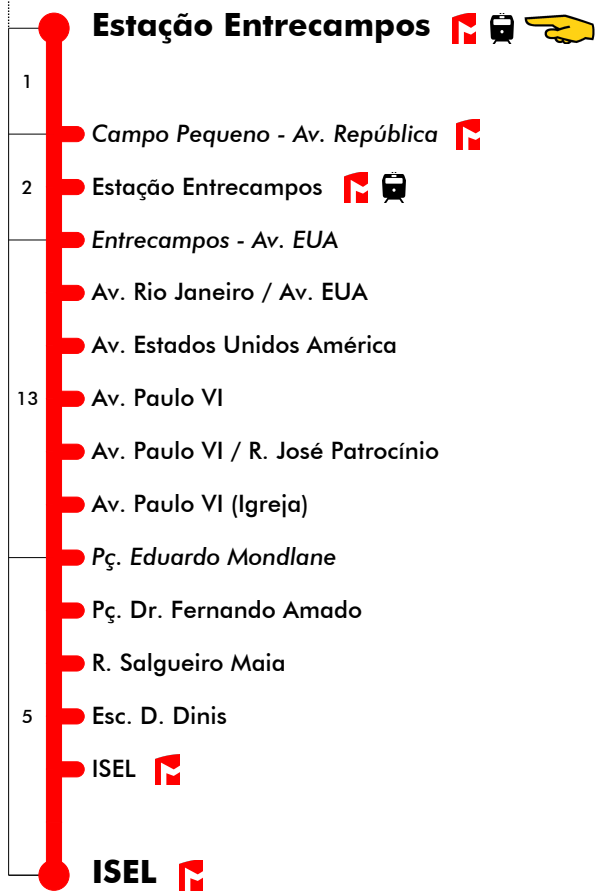 Estação Entrecampos
1
Campo Pequeno - Av. República
2 Estação Entrecampos
Entrecampos - Av. EUA
Av. Rio Janeiro / Av. EUA
Av. Estados Unidos América
13 Av. Paulo VI
Av. Paulo VI / R. José Patrocínio
Av. Paulo VI (Igreja)
Pç. Eduardo Mondlane
Pç. Dr. Fernando Amado
R. Salgueiro Maia
5 Esc. D. Dinis
ISEL
ISEL